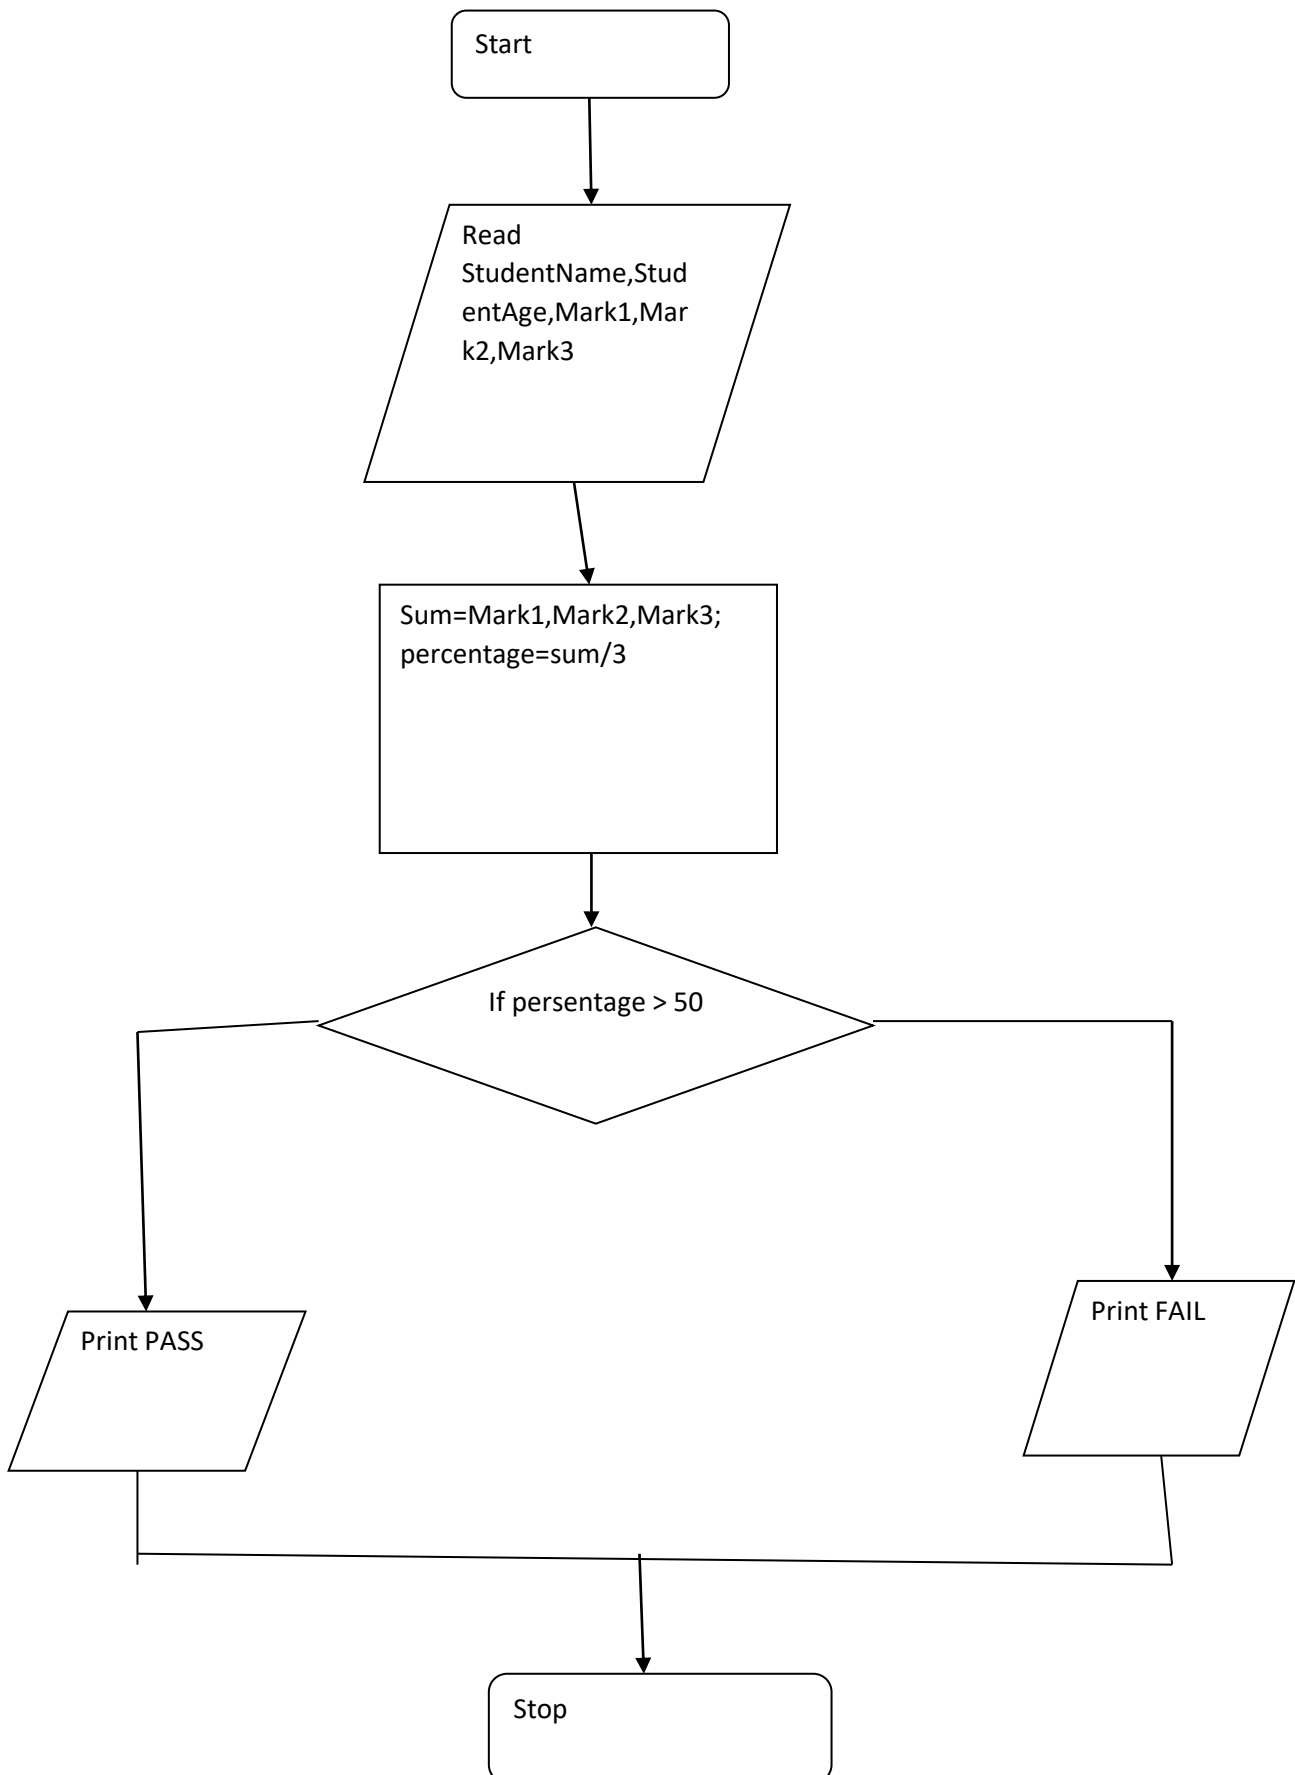 Start
Read
StudentName,Stud
entAge,Mark1,Mar
k2,Mark3
Sum=Mark1,Mark2,Mark3;
percentage=sum/3
If persentage > 50
Print PASS
Print FAIL
Stop